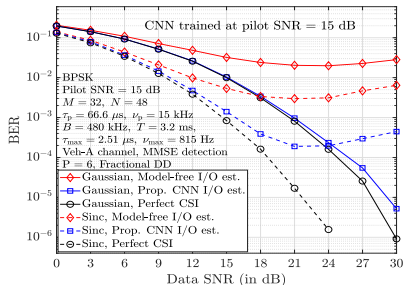 CNN trained at pilot SNR = 15 dB
10⁻¹
10⁻²
10⁻³
10⁻⁴
10⁻⁵
10⁻⁶
BER
BPSK
Pilot SNR = 15 dB
M = 32, N = 48
τp = 66.6 μs, νp = 15 kHz
B = 480 kHz, T = 3.2 ms,
τmax = 2.51 μs, νmax = 815 Hz
Veh-A channel, MMSE detection
P = 6, Fractional DD
Gaussian, Model-free I/O est.
Gaussian, Prop. CNN I/O est.
Gaussian, Perfect CSI
Sinc, Model-free I/O est.
Sinc, Prop. CNN I/O est.
Sinc, Perfect CSI
0 3 6 9 12 15 18 21 24 27 30
Data SNR (in dB)